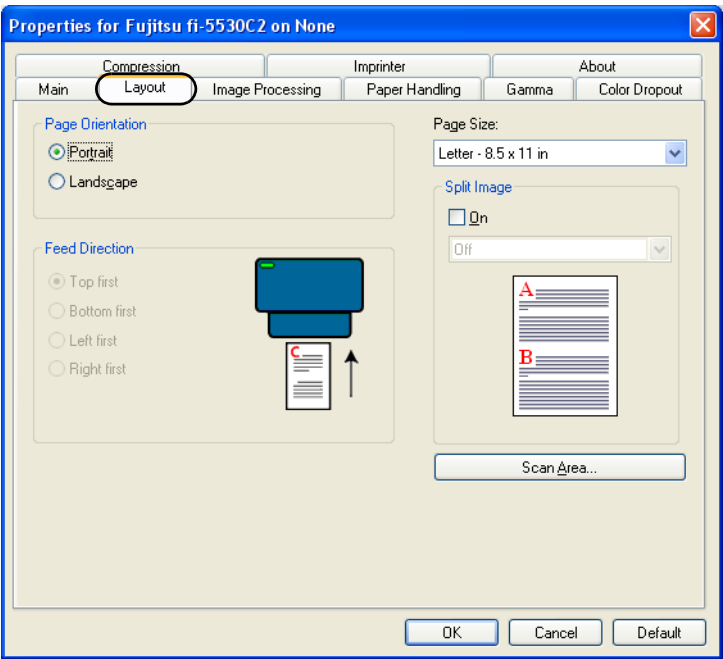 Properties for Fujitsu fi-5530C2 on None
Compression
Imprinter
About
Main
Layout
Image Processing
Paper Handling
Gamma
Color Dropout
Page Orientation
Portrait
Landscape
Feed Direction
Top first
Bottom first
Left first
Right first
C
Page Size:
Letter - 8.5 x 11 in
Split Image
On
Off
A
B
Scan Area...
OK
Cancel
Default